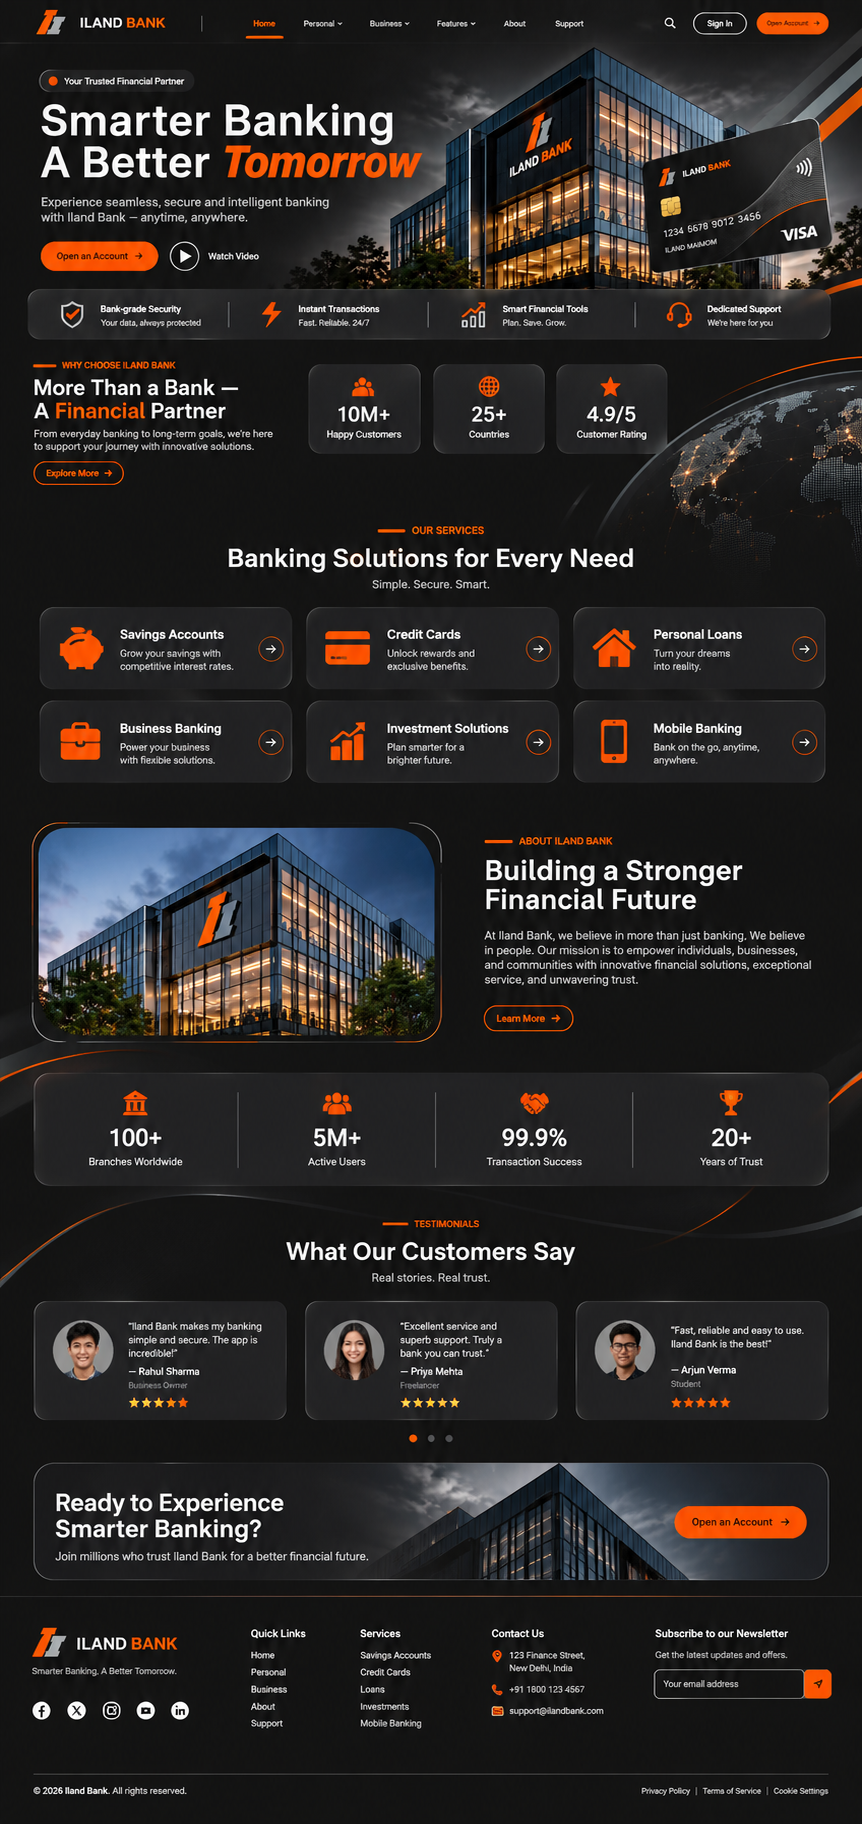 ILAND BANK
Home
Personal
Business
Features
About
Support
Sign In
Open Account
Your Trusted Financial Partner
Smarter Banking
A Better Tomorrow
Experience seamless, secure and intelligent banking
with Iland Bank — anytime, anywhere.
Open an Account
Watch Video
ILAND BANK
ILAND BANK
1234 5678 9012 3456
ILAND MAIMOM
VISA
Bank-grade Security
Your data, always protected
Instant Transactions
Fast. Reliable. 24/7
Smart Financial Tools
Plan. Save. Grow.
Dedicated Support
We're here for you
WHY CHOOSE ILAND BANK
More Than a Bank —
A Financial Partner
From everyday banking to long-term goals, we're here
to support your journey with innovative solutions.
Explore More
10M+
Happy Customers
25+
Countries
4.9/5
Customer Rating
OUR SERVICES
Banking Solutions for Every Need
Simple. Secure. Smart.
Savings Accounts
Grow your savings with
competitive interest rates.
Credit Cards
Unlock rewards and
exclusive benefits.
Personal Loans
Turn your dreams
into reality.
Business Banking
Power your business
with flexible solutions.
Investment Solutions
Plan smarter for a
brighter future.
Mobile Banking
Bank on the go, anytime,
anywhere.
ABOUT ILAND BANK
Building a Stronger
Financial Future
At Iland Bank, we believe in more than just banking. We believe
in people. Our mission is to empower individuals, businesses,
and communities with innovative financial solutions, exceptional
service, and unwavering trust.
Learn More
100+
Branches Worldwide
5M+
Active Users
99.9%
Transaction Success
20+
Years of Trust
TESTIMONIALS
What Our Customers Say
Real stories. Real trust.
"Iland Bank makes my banking
simple and secure. The app is
incredible!"
— Rahul Sharma
Business Owner
"Excellent service and
superb support. Truly a
bank you can trust."
— Priya Mehta
Freelancer
"Fast, reliable and easy to use.
Iland Bank is the best!"
— Arjun Verma
Student
Ready to Experience
Smarter Banking?
Join millions who trust Iland Bank for a better financial future.
Open an Account
ILAND BANK
Smarter Banking. A Better Tomoroow.
Quick Links
Home
Personal
Business
About
Support
Services
Savings Accounts
Credit Cards
Loans
Investments
Mobile Banking
Contact Us
123 Finance Street,
New Delhi, India
+91 1800 123 4567
support@ilandbank.com
Subscribe to our Newsletter
Get the latest updates and offers.
Your email address
© 2026 Iland Bank. All rights reserved.
Privacy Policy | Terms of Service | Cookie Settings